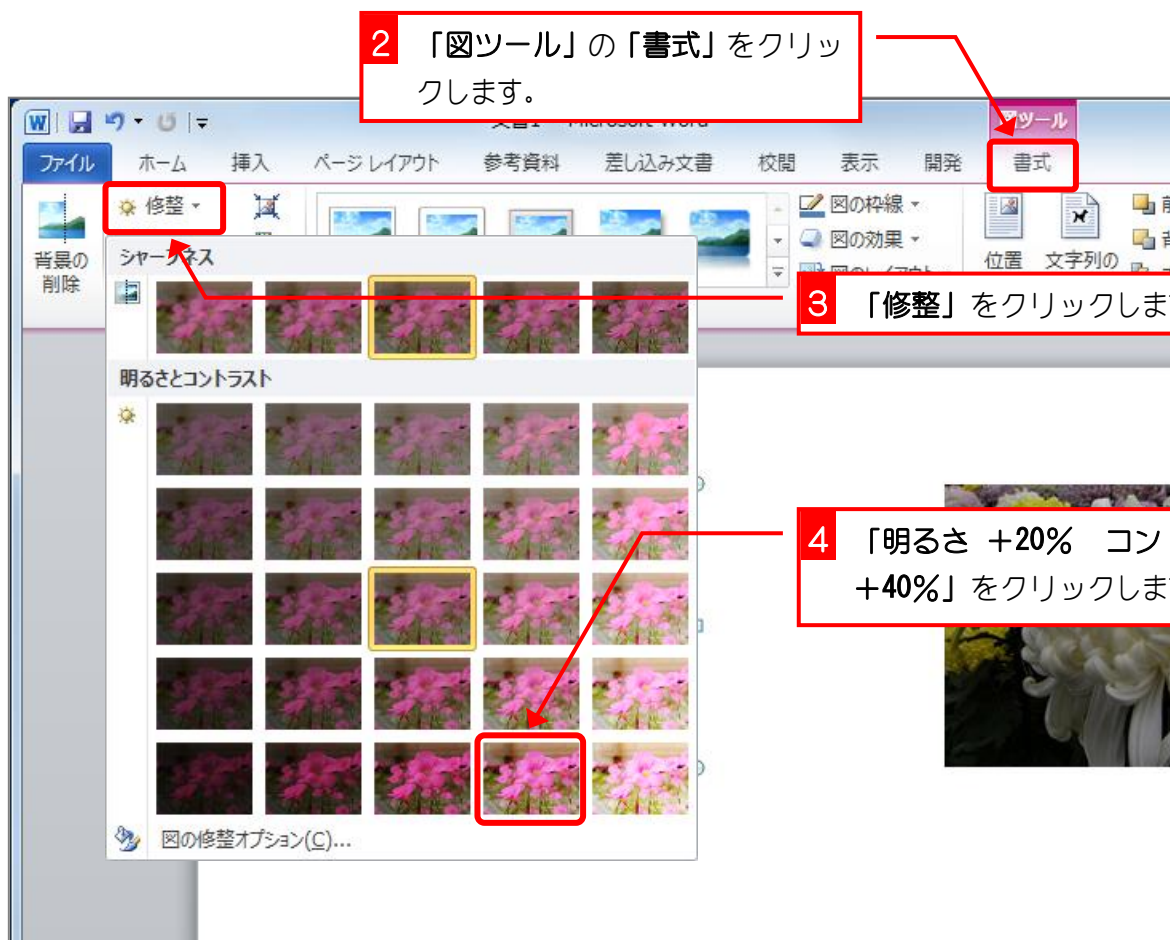 2 「図ツール」の「書式」をクリッ
クします。
図ツール
ファイル ホーム 挿入 ページ レイアウト 参考資料 差し込み文書 校閲 表示 開発 書式
修整
図の枠線
図の効果
背景の
削除
位置 文字列の
シャープネス
3 「修整」をクリックしま
明るさとコントラスト
4 「明るさ +20% コン
+40%」をクリックしま
図の修整オプション(C)...